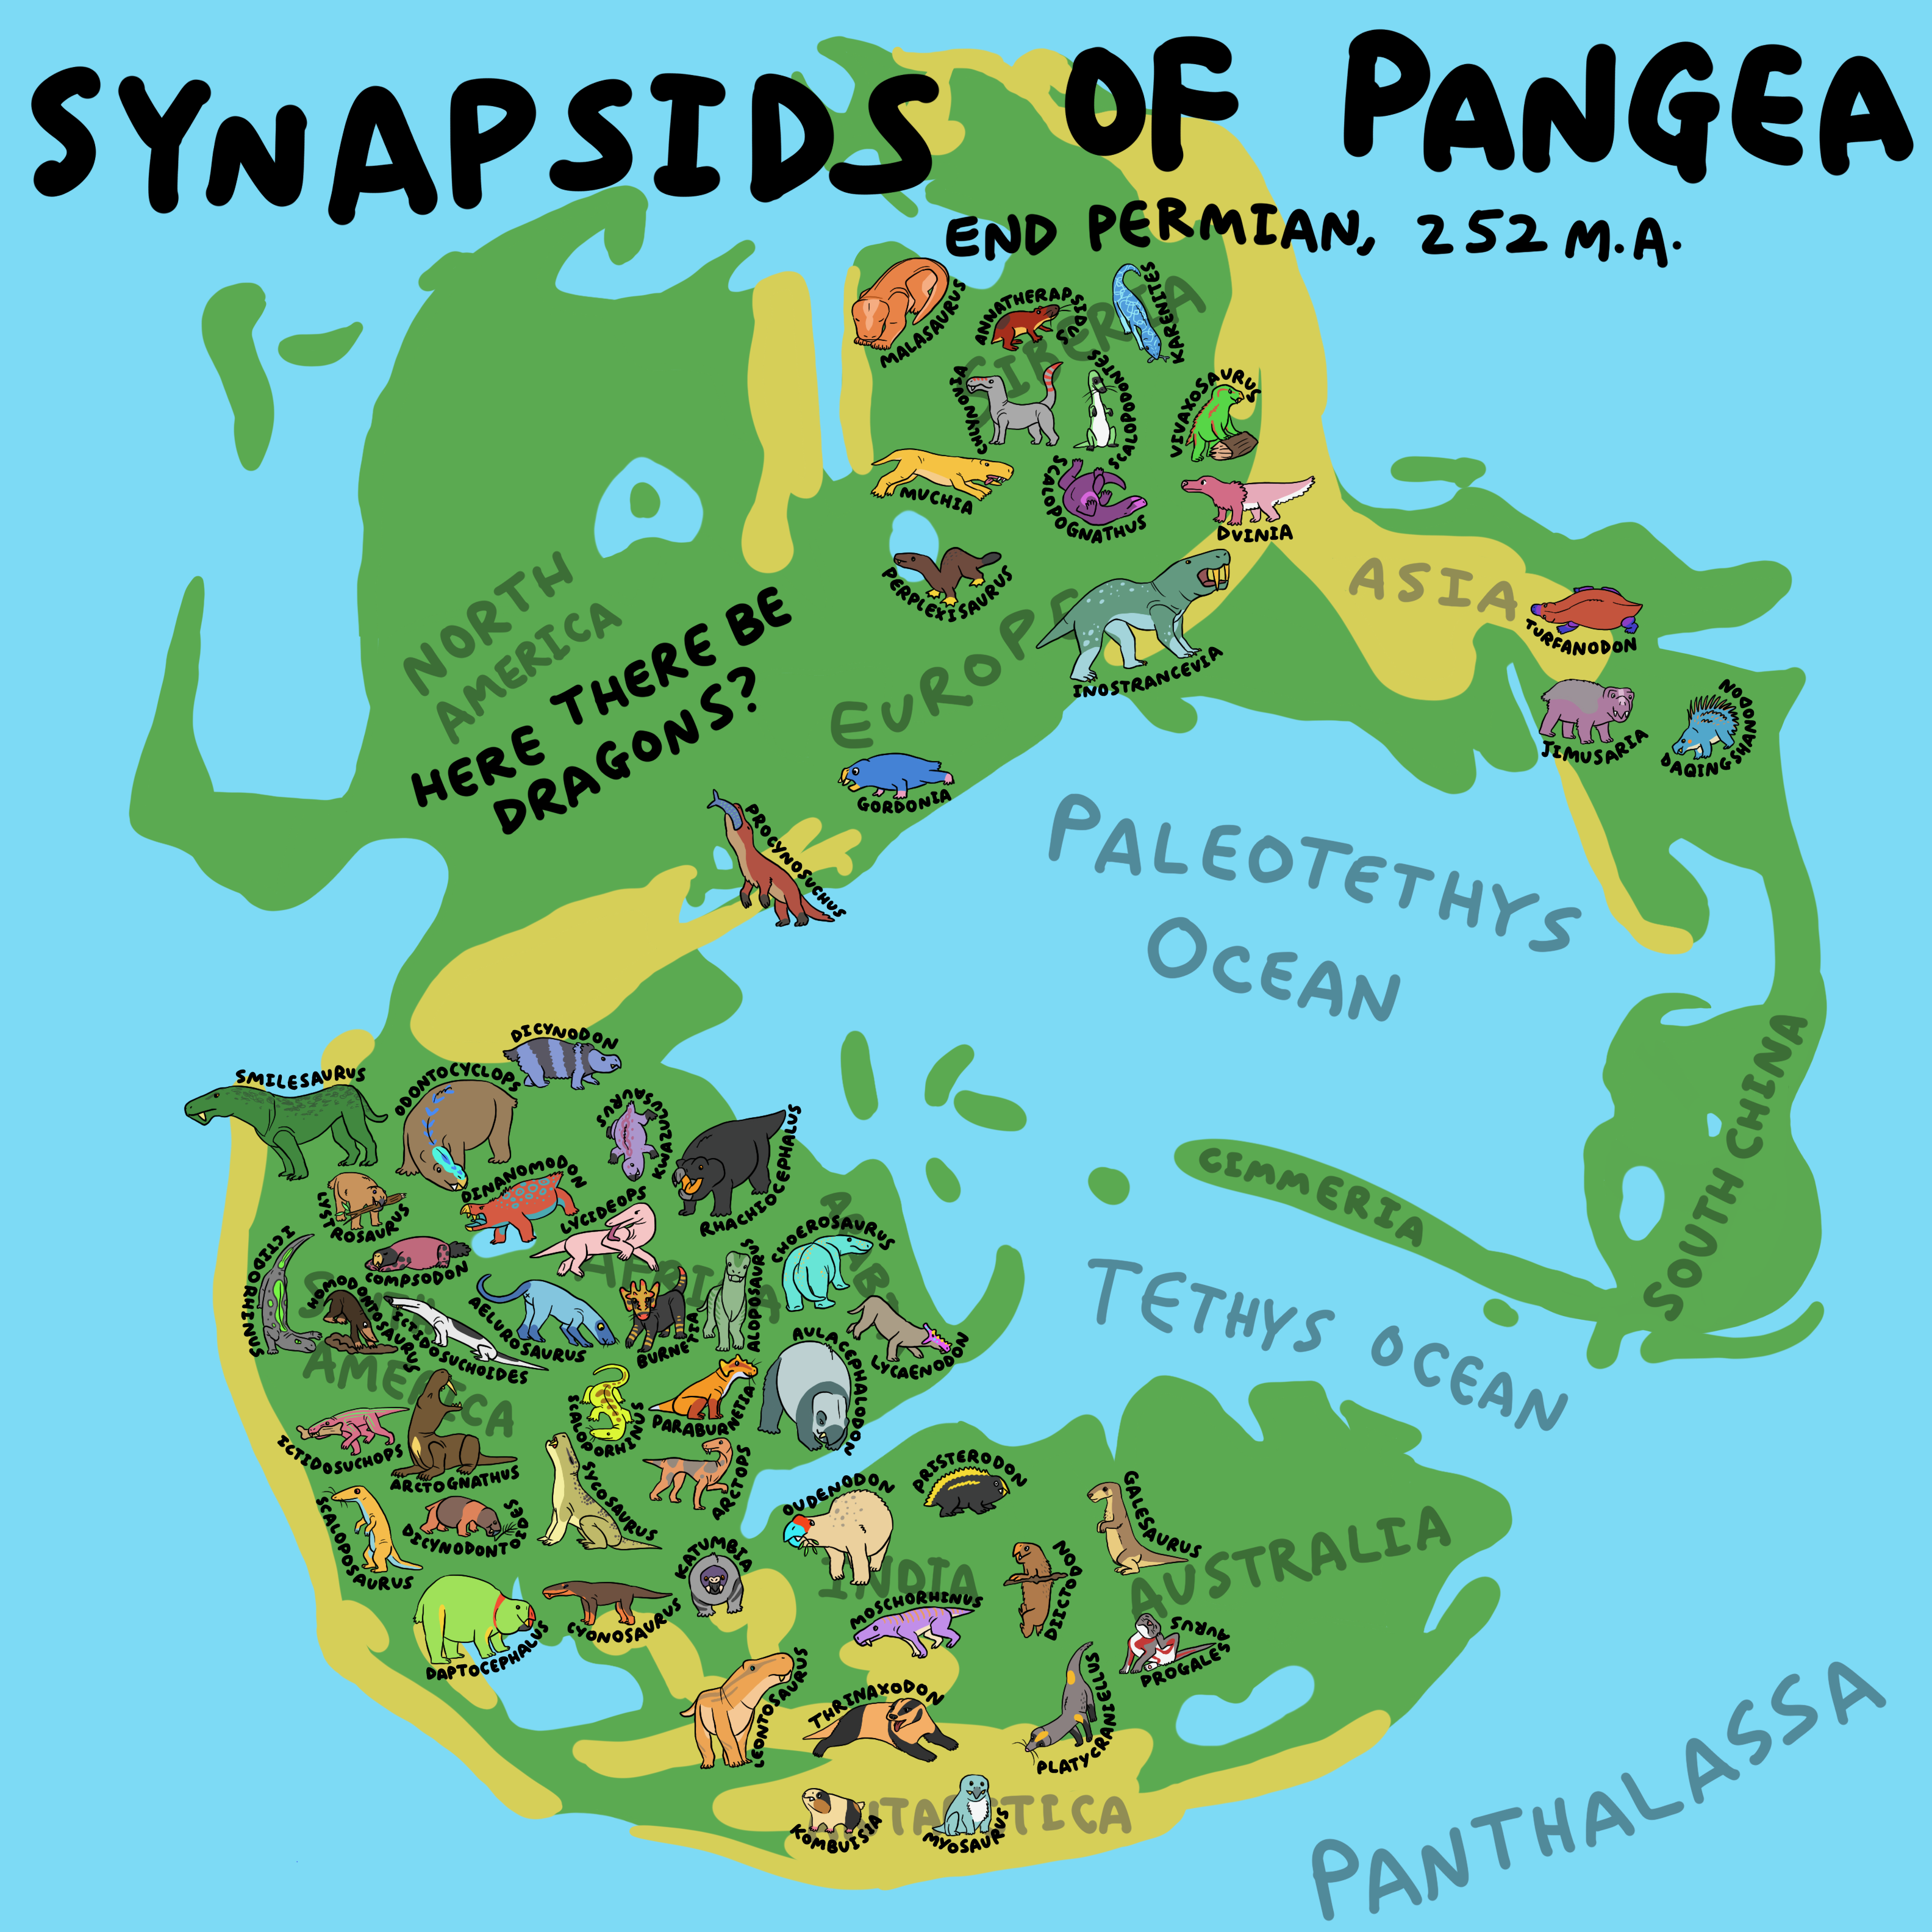 SYNAPSIDS OF PANGEA
END PERMIAN, 252 M.A.
MALASAURUS
ANNATHERAPSIDUS
KARENITES
SIBERIA
CHLYNOVIA
SCALOPODONTES
VIVAXOSAURUS
MUCHIA
SCALOPOGNATHUS
DVINIA
PERPLEXISAURUS
INOSTRANCEVIA
EUROPE
ASIA
TURFANODON
JIMUSARIA
DAQINGSHANODON
NORTH
AMERICA
HERE THERE BE
DRAGONS?
GORDONIA
PROCYNOSUCHUS
PALEOTETHYS
OCEAN
DICYNODON
SMILESAURUS
ODONTOCYCLOPS
KWAZULUSAURUS
RHACHIOCEPHALUS
LYSTROSAURUS
DINANOMODON
LYCIDEOPS
CHOEROSAURUS
ARABIA
CIMMERIA
SOUTH CHINA
TETHYS OCEAN
ICTIDORHINUS
COMPSODON
AFRICA
ALOPOSAURUS
SOUTH
AMERICA
HOMODONTOSAURUS
ICTIDOSUCHOIDES
AELUROSAURUS
BURNETIA
AULACEPHALODON
LYCAENODON
SCALOPORHINUS
PARABURNETIA
ICTIDOSUCHOPS
ARCTOGNATHUS
SYCOSAURUS
ARCTOPS
OUDENODON
PRISTERODON
GALESAURUS
AUSTRALIA
SCALOPOSAURUS
DICYNODONTOIDES
KATUMBIA
INDIA
DIICTODON
DAPTOCEPHALUS
CYONOSAURUS
MOSCHORHINUS
PROGALESAURUS
LEONTOSAURUS
THRINAXODON
PLATYCRANIELLUS
KOMBUISIA
MYOSAURUS
ANTARCTICA
PANTHALASSA